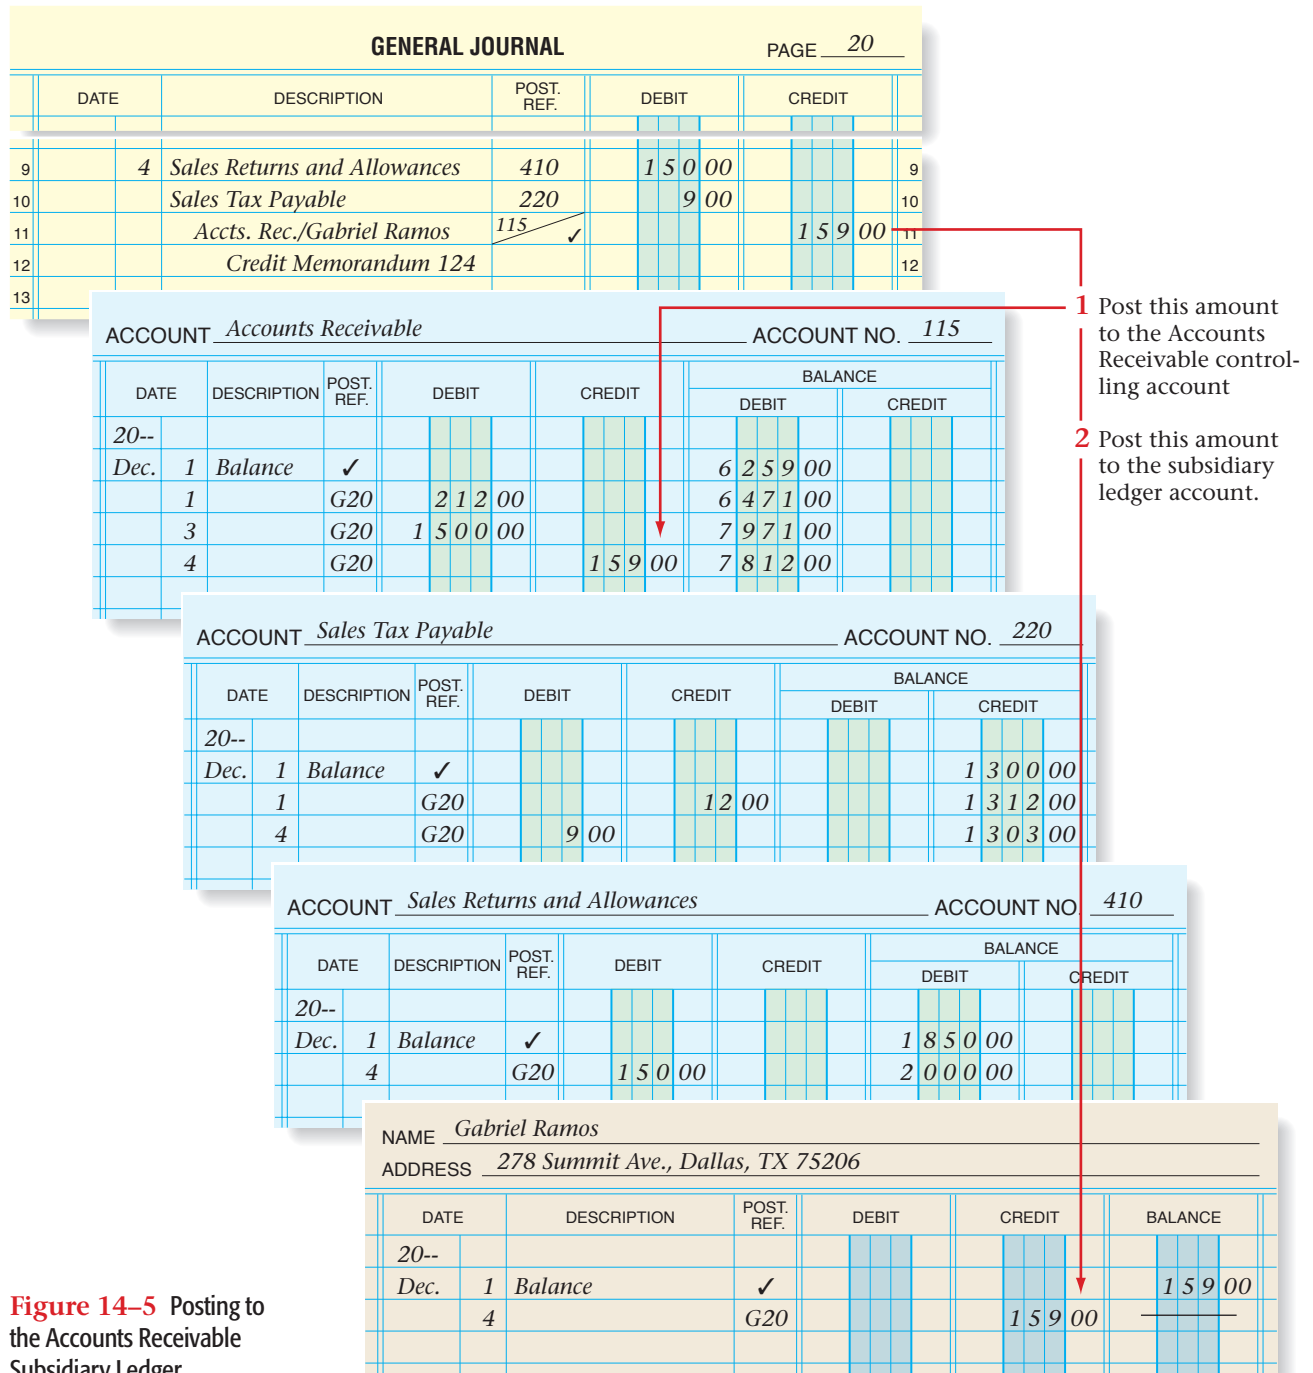 GENERAL JOURNAL PAGE 20
DATE DESCRIPTION POST. REF. DEBIT CREDIT
9 4 Sales Returns and Allowances 410 150 00 9
10 Sales Tax Payable 220 9 00 10
11 Accts. Rec./Gabriel Ramos 115 ✓ 159 00 11
12 Credit Memorandum 124 12
13
1 Post this amount
to the Accounts
Receivable control-
ling account
2 Post this amount
to the subsidiary
ledger account.
ACCOUNT Accounts Receivable ACCOUNT NO. 115
DATE DESCRIPTION POST. REF. DEBIT CREDIT BALANCE
DEBIT CREDIT
20--
Dec. 1 Balance ✓ 6 259 00
1 G20 212 00 6 471 00
3 G20 1 500 00 7 971 00
4 G20 159 00 7 812 00
ACCOUNT Sales Tax Payable ACCOUNT NO. 220
DATE DESCRIPTION POST. REF. DEBIT CREDIT BALANCE
DEBIT CREDIT
20--
Dec. 1 Balance ✓ 1 300 00
1 G20 12 00 1 312 00
4 G20 9 00 1 303 00
ACCOUNT Sales Returns and Allowances ACCOUNT NO. 410
DATE DESCRIPTION POST. REF. DEBIT CREDIT BALANCE
DEBIT CREDIT
20--
Dec. 1 Balance ✓ 1 850 00
4 G20 150 00 2 000 00
NAME Gabriel Ramos
ADDRESS 278 Summit Ave., Dallas, TX 75206
DATE DESCRIPTION POST. REF. DEBIT CREDIT BALANCE
20--
Dec. 1 Balance ✓ 159 00
4 G20 159 00
Figure 14–5 Posting to
the Accounts Receivable
Subsidiary Ledger